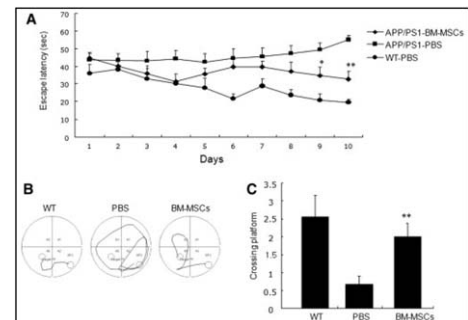 A
Escape latency (sec)
60
50
40
30
20
10
0
APP/PS1-BM-MSCs
APP/PS1-PBS
WT-PBS
*
**
1 2 3 4 5 6 7 8 9 10
Days
B
WT PBS BM-MSCs
C
Crossing platform
3.5
3
2.5
2
1.5
1
0.5
0
**
WT PBS BM-MSCs